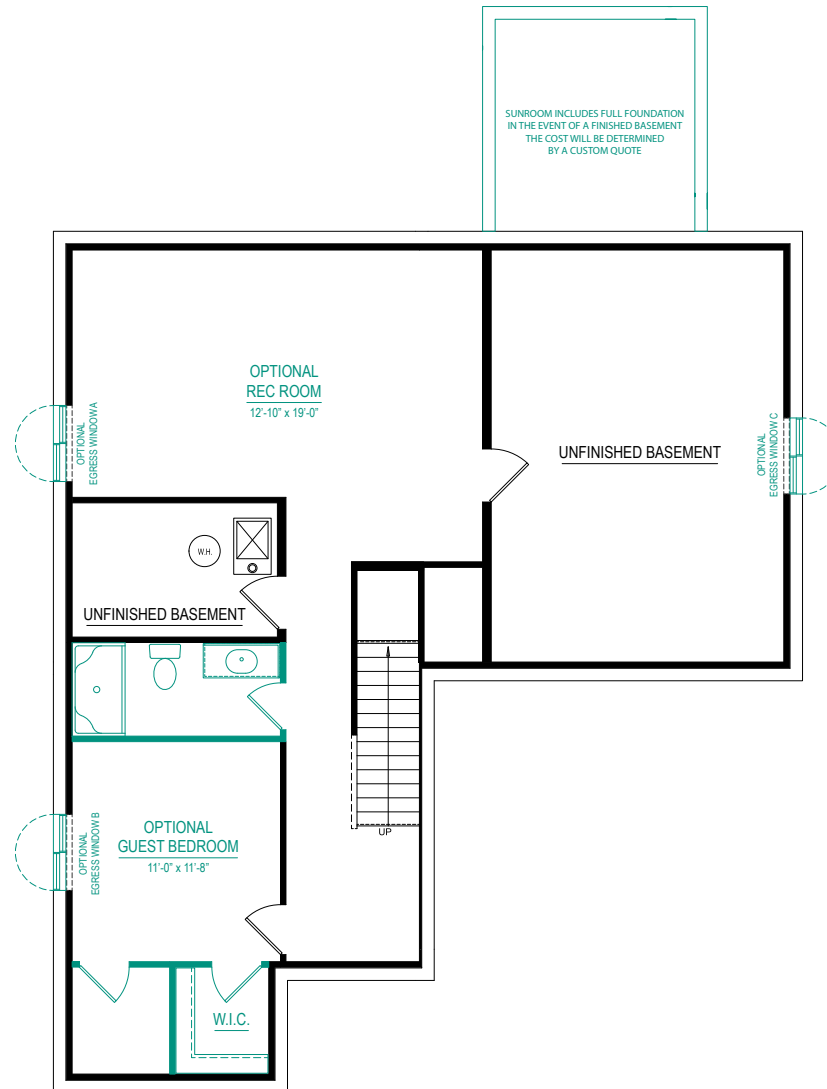 SUNROOM INCLUDES FULL FOUNDATION
IN THE EVENT OF A FINISHED BASEMENT
THE COST WILL BE DETERMINED
BY A CUSTOM QUOTE
OPTIONAL
REC ROOM
12'-10" x 19'-0"
OPTIONAL
EGRESS WINDOW A
UNFINISHED BASEMENT
OPTIONAL
EGRESS WINDOW C
W.H.
UNFINISHED BASEMENT
UP
OPTIONAL
GUEST BEDROOM
11'-0" x 11'-8"
OPTIONAL
EGRESS WINDOW B
W.I.C.